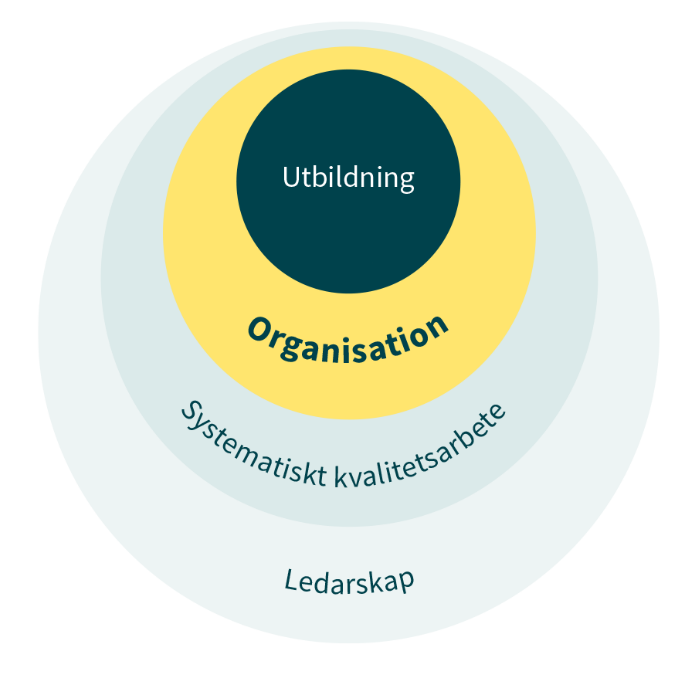 Utbildning
Organisation
Systematiskt kvalitetsarbete
Ledarskap